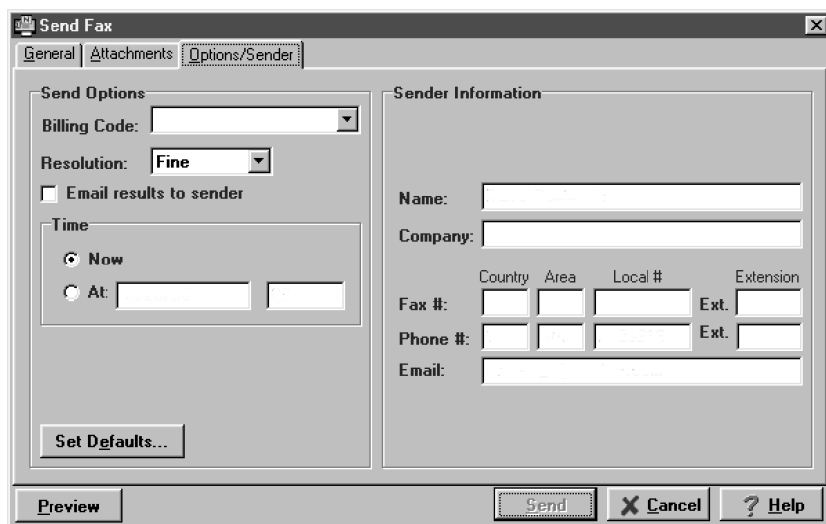 Send Fax
General Attachments Options/Sender
Send Options
Billing Code:
Resolution: Fine
Email results to sender
Time
Now
At:
Set Defaults...
Sender Information
Name:
Company:
Country Area Local # Extension
Fax #: Ext.
Phone #: Ext.
Email:
Preview Send Cancel ? Help